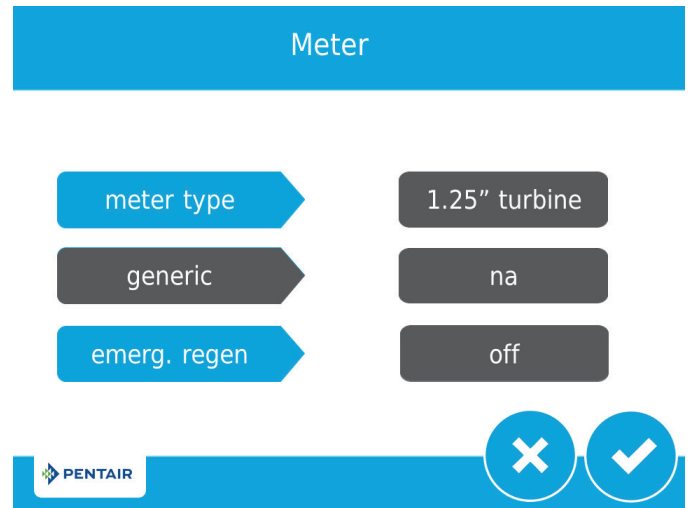 Meter
meter type
1.25” turbine
generic
na
emerg. regen
off
PENTAIR